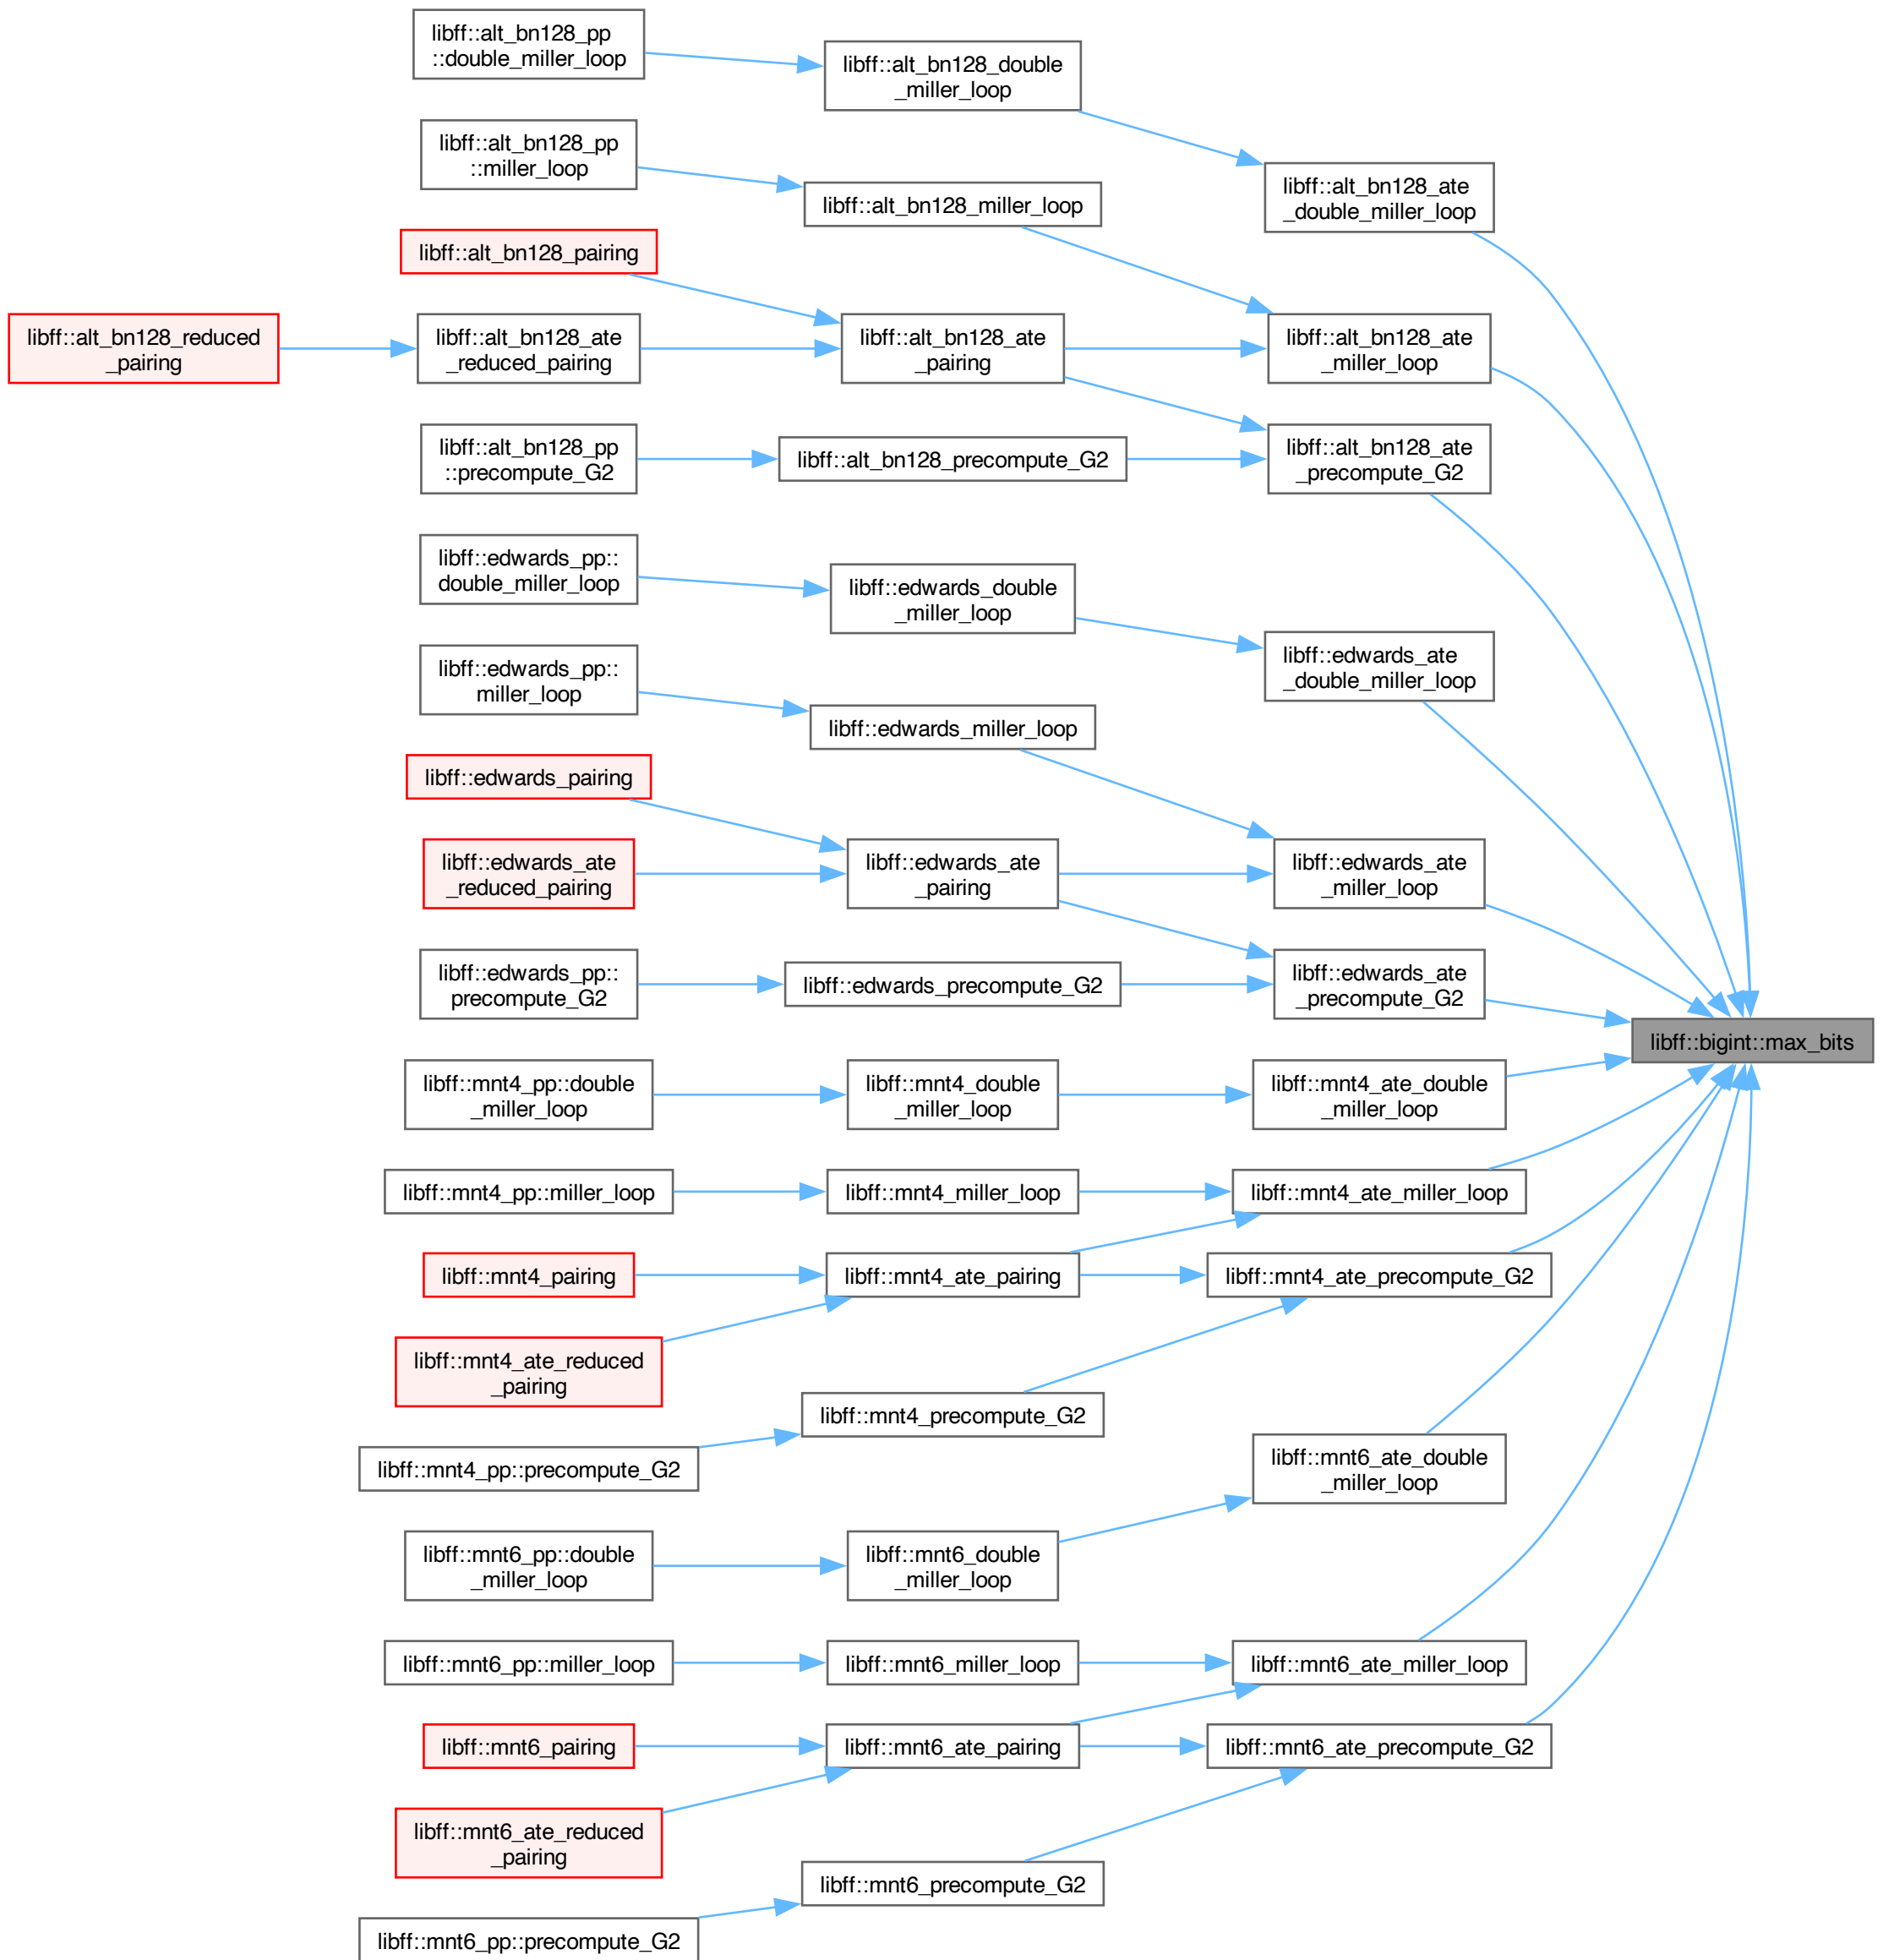 libff::alt_bn128_pp
::double_miller_loop
libff::alt_bn128_double
_miller_loop
libff::alt_bn128_pp
::miller_loop
libff::alt_bn128_miller_loop
libff::alt_bn128_ate
_double_miller_loop
libff::alt_bn128_pairing
libff::alt_bn128_reduced
_pairing
libff::alt_bn128_ate
_reduced_pairing
libff::alt_bn128_ate
_pairing
libff::alt_bn128_ate
_miller_loop
libff::alt_bn128_pp
::precompute_G2
libff::alt_bn128_precompute_G2
libff::alt_bn128_ate
_precompute_G2
libff::edwards_pp::
double_miller_loop
libff::edwards_double
_miller_loop
libff::edwards_ate
_double_miller_loop
libff::edwards_pp::
miller_loop
libff::edwards_miller_loop
libff::edwards_pairing
libff::edwards_ate
_reduced_pairing
libff::edwards_ate
_pairing
libff::edwards_ate
_miller_loop
libff::edwards_pp::
precompute_G2
libff::edwards_precompute_G2
libff::edwards_ate
_precompute_G2
libff::bigint::max_bits
libff::mnt4_pp::double
_miller_loop
libff::mnt4_double
_miller_loop
libff::mnt4_ate_double
_miller_loop
libff::mnt4_pp::miller_loop
libff::mnt4_miller_loop
libff::mnt4_ate_miller_loop
libff::mnt4_pairing
libff::mnt4_ate_pairing
libff::mnt4_ate_precompute_G2
libff::mnt4_ate_reduced
_pairing
libff::mnt4_precompute_G2
libff::mnt4_pp::precompute_G2
libff::mnt6_ate_double
_miller_loop
libff::mnt6_pp::double
_miller_loop
libff::mnt6_double
_miller_loop
libff::mnt6_pp::miller_loop
libff::mnt6_miller_loop
libff::mnt6_ate_miller_loop
libff::mnt6_pairing
libff::mnt6_ate_pairing
libff::mnt6_ate_precompute_G2
libff::mnt6_ate_reduced
_pairing
libff::mnt6_precompute_G2
libff::mnt6_pp::precompute_G2